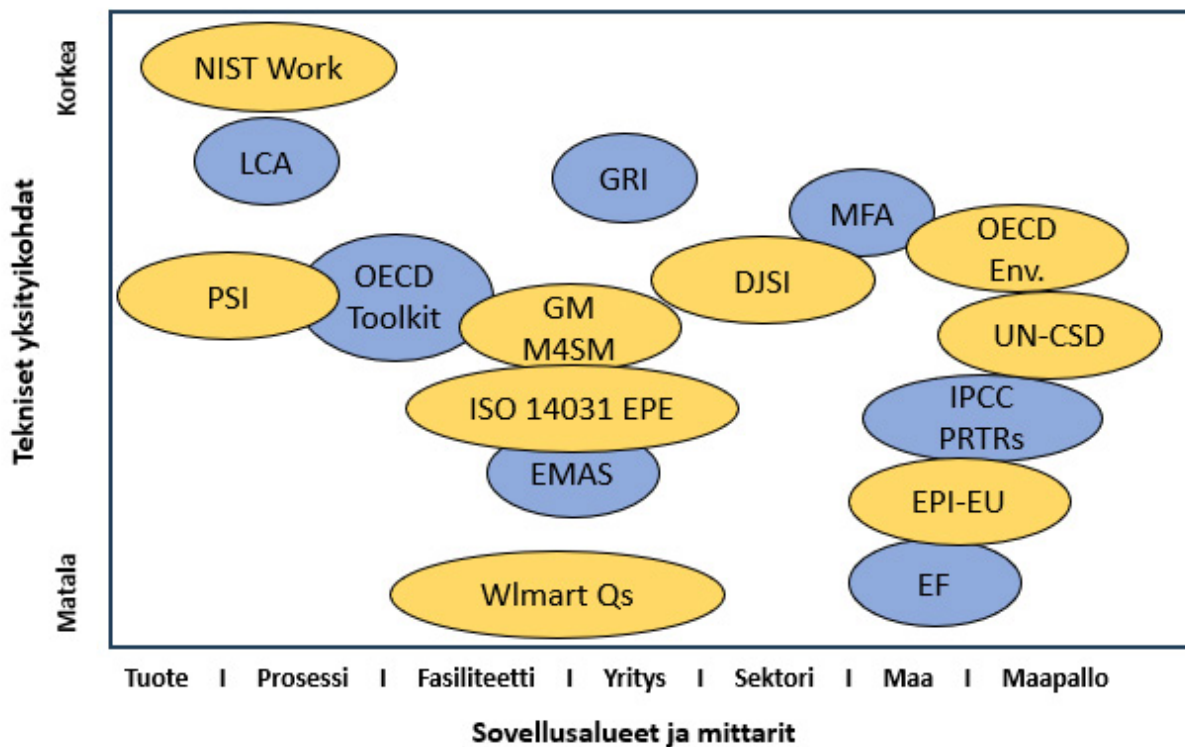 Korkea
Tekniset yksityikohdat
Matala
NIST Work
LCA
GRI
MFA
OECD
Env.
PSI
OECD
Toolkit
GM
M4SM
DJSI
UN-CSD
ISO 14031 EPE
IPCC
PRTRs
EMAS
EPI-EU
Wlmart Qs
EF
Tuote I Prosessi I Fasiliteetti I Yritys I Sektori I Maa I Maapallo
Sovellusalueet ja mittarit